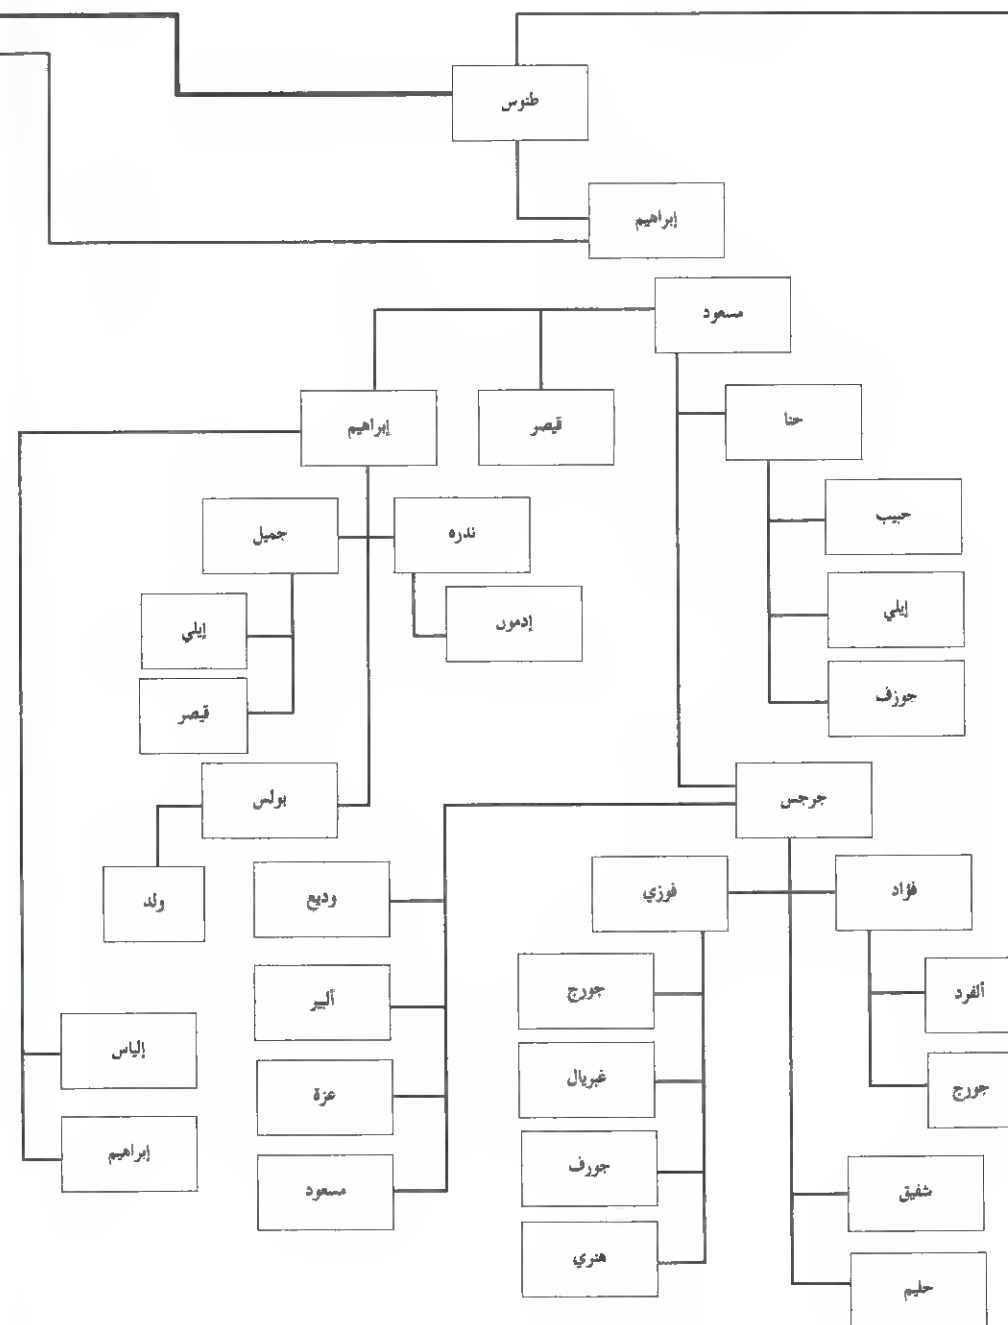 طنوس
إبراهيم
مسعود
حنا
قيصر
إبراهيم
حبيب
ندره
جميل
إيلي
إدمون
إيلي
جوزف
قيصر
جرجس
بولس
فؤاد
فوزي
وديع
ولد
ألفرد
جورج
ألبير
إلياس
جورج
غبريال
عزة
إبراهيم
شفيق
جورف
مسعود
حليم
هنري